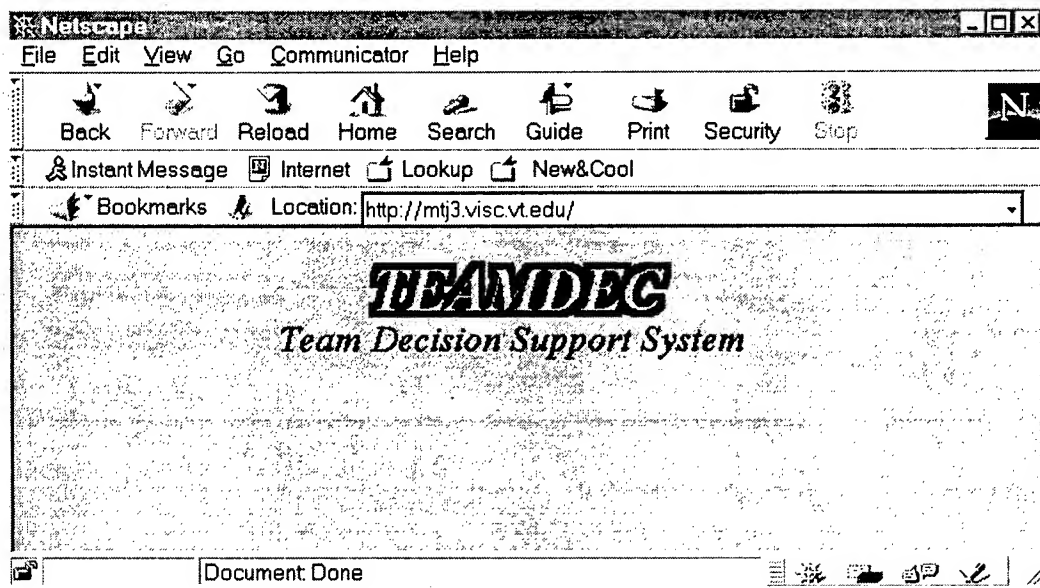 Netscape
File Edit View Go Communicator Help
Back Forward Reload Home Search Guide Print Security Stop
N
Instant Message Internet Lookup New&Cool
Bookmarks Location: http://mtj3.visc.vt.edu/
TEAMDEC
Team Decision Support System
Document: Done